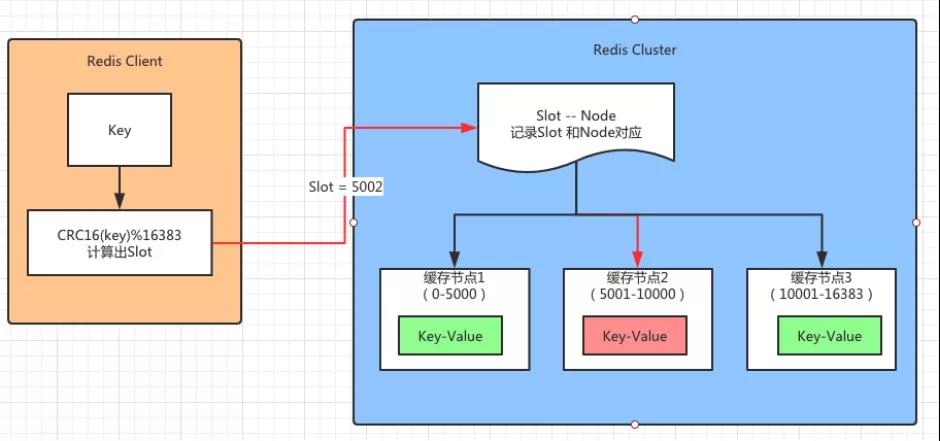 Redis Client
Key
CRC16(key)%16383
计算出Slot
Slot = 5002
Redis Cluster
Slot -- Node
记录Slot 和Node对应
缓存节点1
（0-5000）
Key-Value
缓存节点2
（5001-10000）
Key-Value
缓存节点3
（10001-16383）
Key-Value